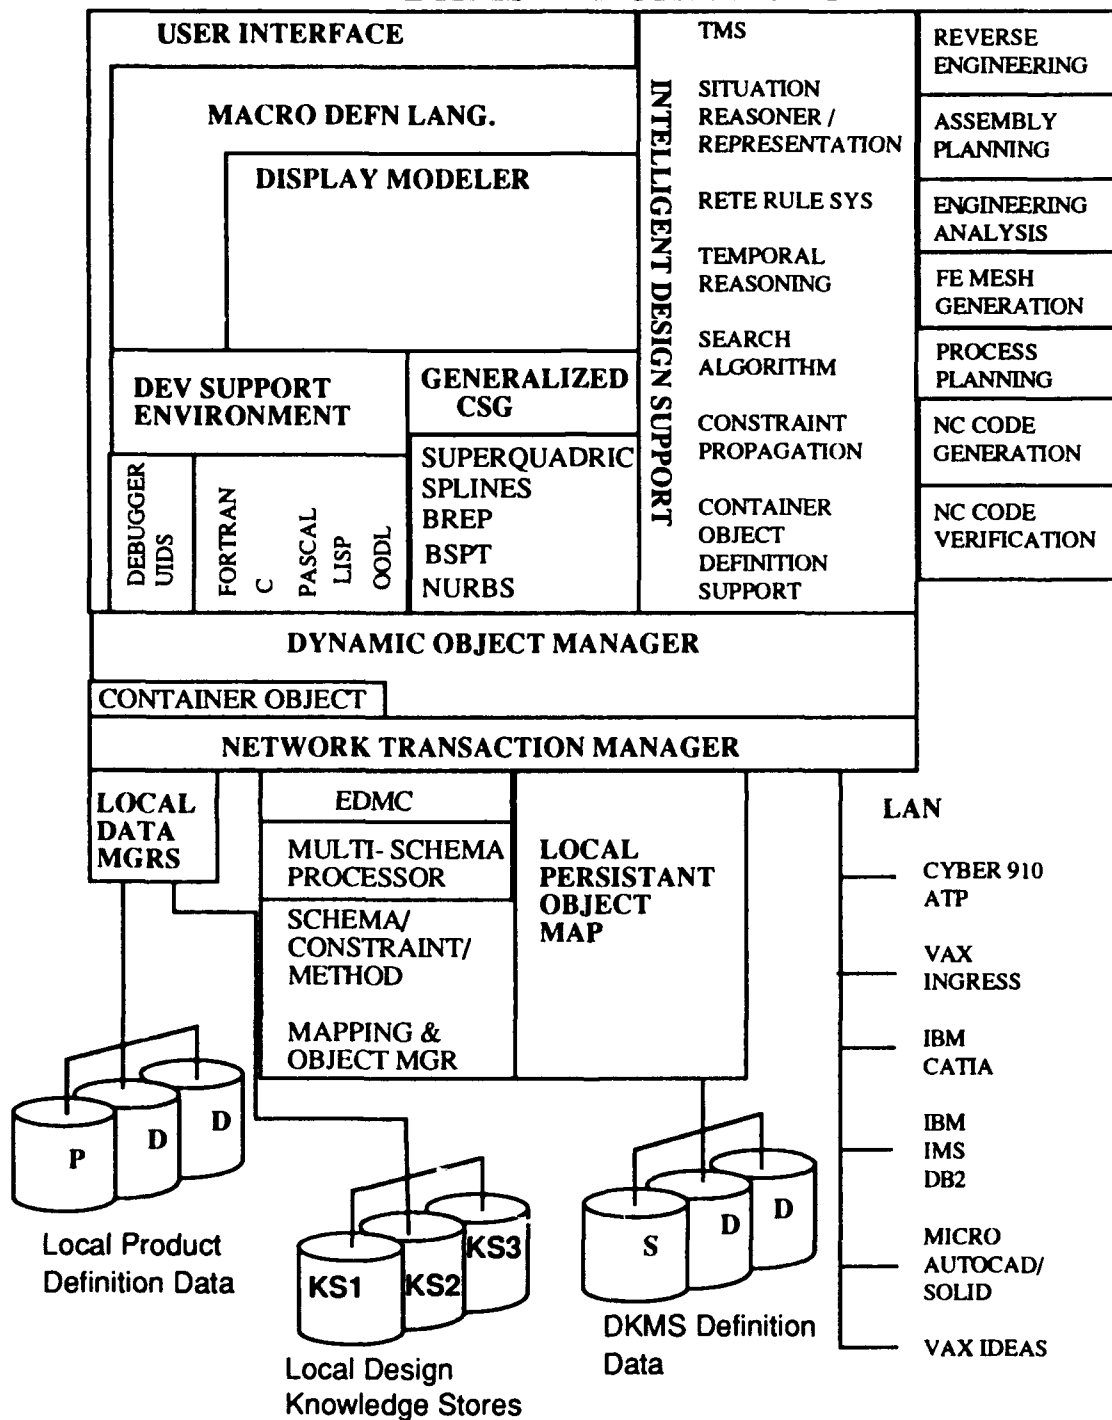 USER INTERFACE
MACRO DEFN LANG.
DISPLAY MODELER
DEV SUPPORT
ENVIRONMENT
GENERALIZED
CSG
DEBUGGER
UIDS
FORTRAN
C
PASCAL
LISP
OODL
SUPERQUADRIC
SPLINES
BREP
BSPT
NURBS
INTELLIGENT DESIGN SUPPORT
TMS
SITUATION
REASONER /
REPRESENTATION
RETE RULE SYS
TEMPORAL
REASONING
SEARCH
ALGORITHM
CONSTRAINT
PROPAGATION
CONTAINER
OBJECT
DEFINITION
SUPPORT
REVERSE
ENGINEERING
ASSEMBLY
PLANNING
ENGINEERING
ANALYSIS
FE MESH
GENERATION
PROCESS
PLANNING
NC CODE
GENERATION
NC CODE
VERIFICATION
DYNAMIC OBJECT MANAGER
CONTAINER OBJECT
NETWORK TRANSACTION MANAGER
LOCAL
DATA
MGRS
EDMC
MULTI- SCHEMA
PROCESSOR
SCHEMA/
CONSTRAINT/
METHOD
MAPPING &
OBJECT MGR
LOCAL
PERSISTANT
OBJECT
MAP
LAN
CYBER 910
ATP
VAX
INGRESS
IBM
CATIA
IBM
IMS
DB2
MICRO
AUTOCAD/
SOLID
VAX IDEAS
P
D
D
Local Product
Definition Data
KS1
KS2
KS3
Local Design
Knowledge Stores
S
D
D
DKMS Definition
Data